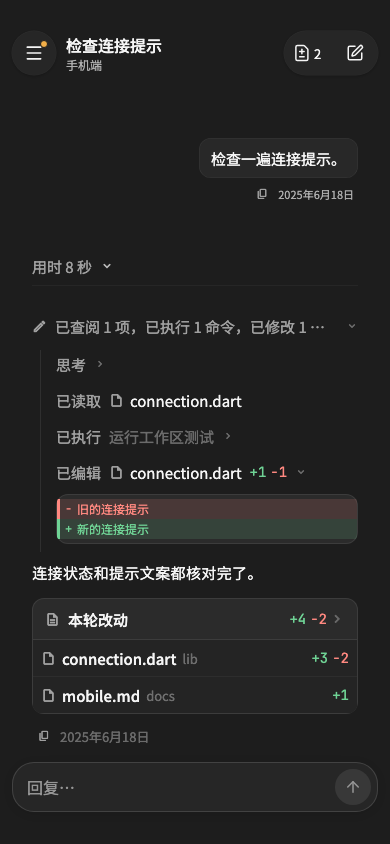 检查连接提示
手机端
2
检查一遍连接提示。
2025年6月18日
用时 8 秒
已查阅 1 项，已执行 1 命令，已修改 1 …
思考
已读取 connection.dart
已执行 运行工作区测试
已编辑 connection.dart +1 -1
- 旧的连接提示
+ 新的连接提示
连接状态和提示文案都核对完了。
本轮改动 +4 -2
connection.dart lib +3 -2
mobile.md docs +1
2025年6月18日
回复…